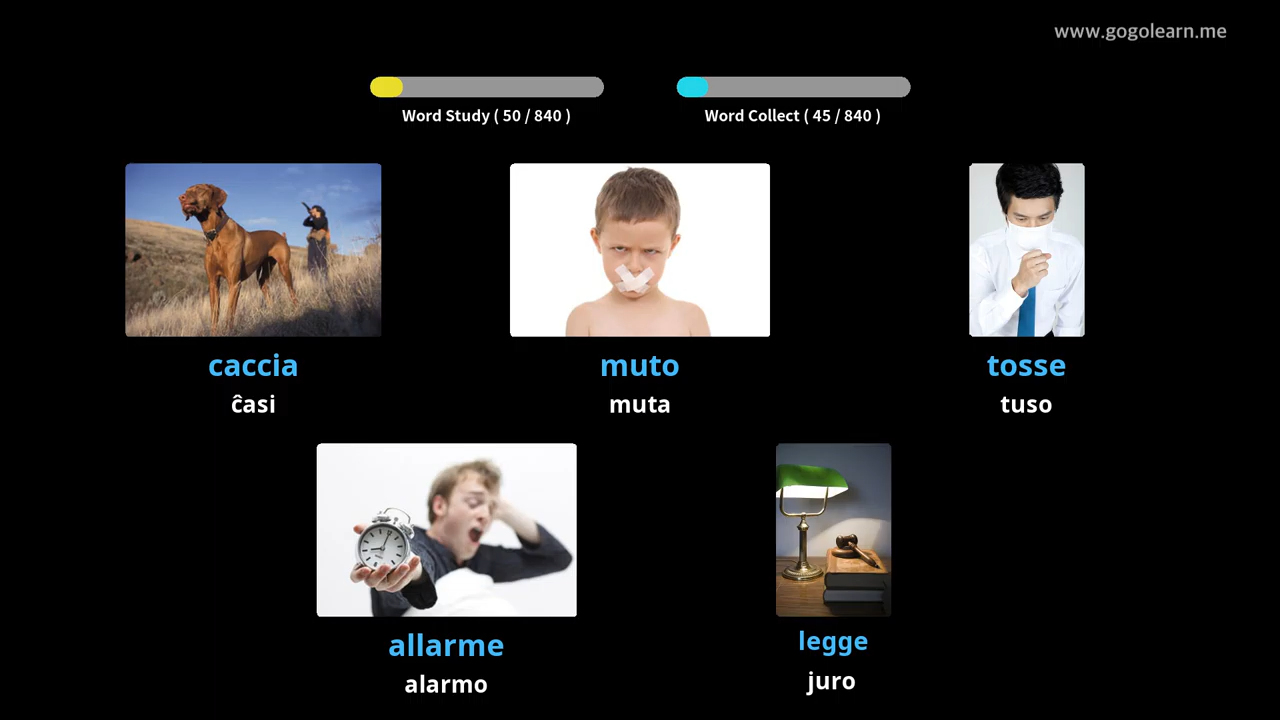 www.gogolearn.me
Word Study ( 50 / 840 )
Word Collect ( 45 / 840 )
caccia
ĉasi
muto
muta
tosse
tuso
allarme
alarmo
legge
juro